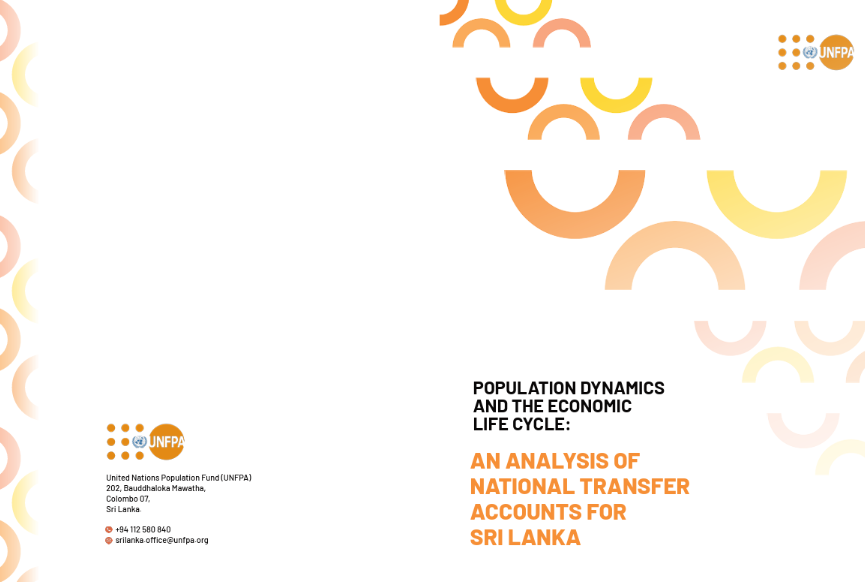 UNFPA
United Nations Population Fund (UNFPA)
202, Bauddhaloka Mawatha,
Colombo 07,
Sri Lanka.
+94 112 580 840
srilanka.office@unfpa.org
UNFPA
POPULATION DYNAMICS
AND THE ECONOMIC
LIFE CYCLE:
AN ANALYSIS OF
NATIONAL TRANSFER
ACCOUNTS FOR
SRI LANKA